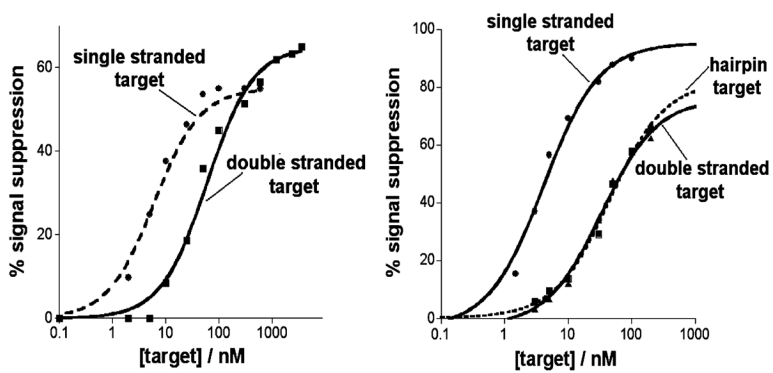 % signal suppression
60
40
20
0
single stranded
target
double stranded
target
0.1
1
10
100
1000
[target] / nM
% signal suppression
100
80
60
40
20
0
single stranded
target
hairpin
target
double stranded
target
0.1
1
10
100
1000
[target] / nM